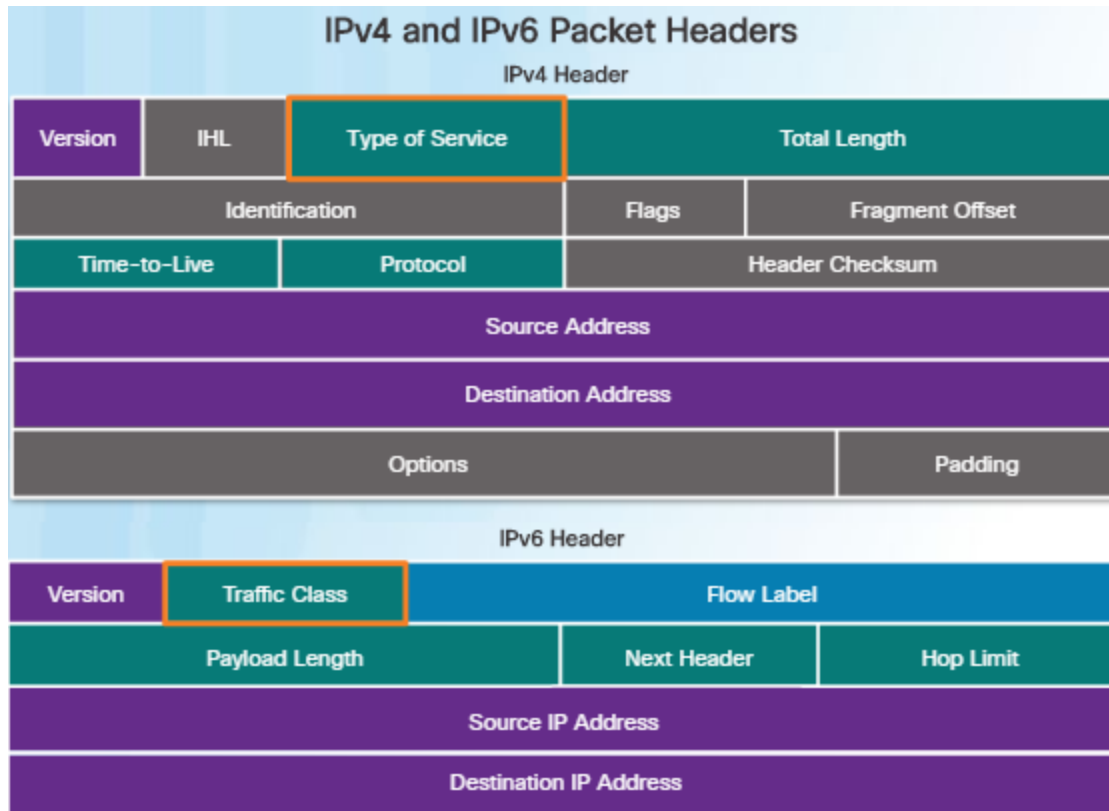 IPv4 and IPv6 Packet Headers
IPv4 Header
Version IHL Type of Service Total Length
Identification Flags Fragment Offset
Time-to-Live Protocol Header Checksum
Source Address
Destination Address
Options Padding
IPv6 Header
Version Traffic Class Flow Label
Payload Length Next Header Hop Limit
Source IP Address
Destination IP Address